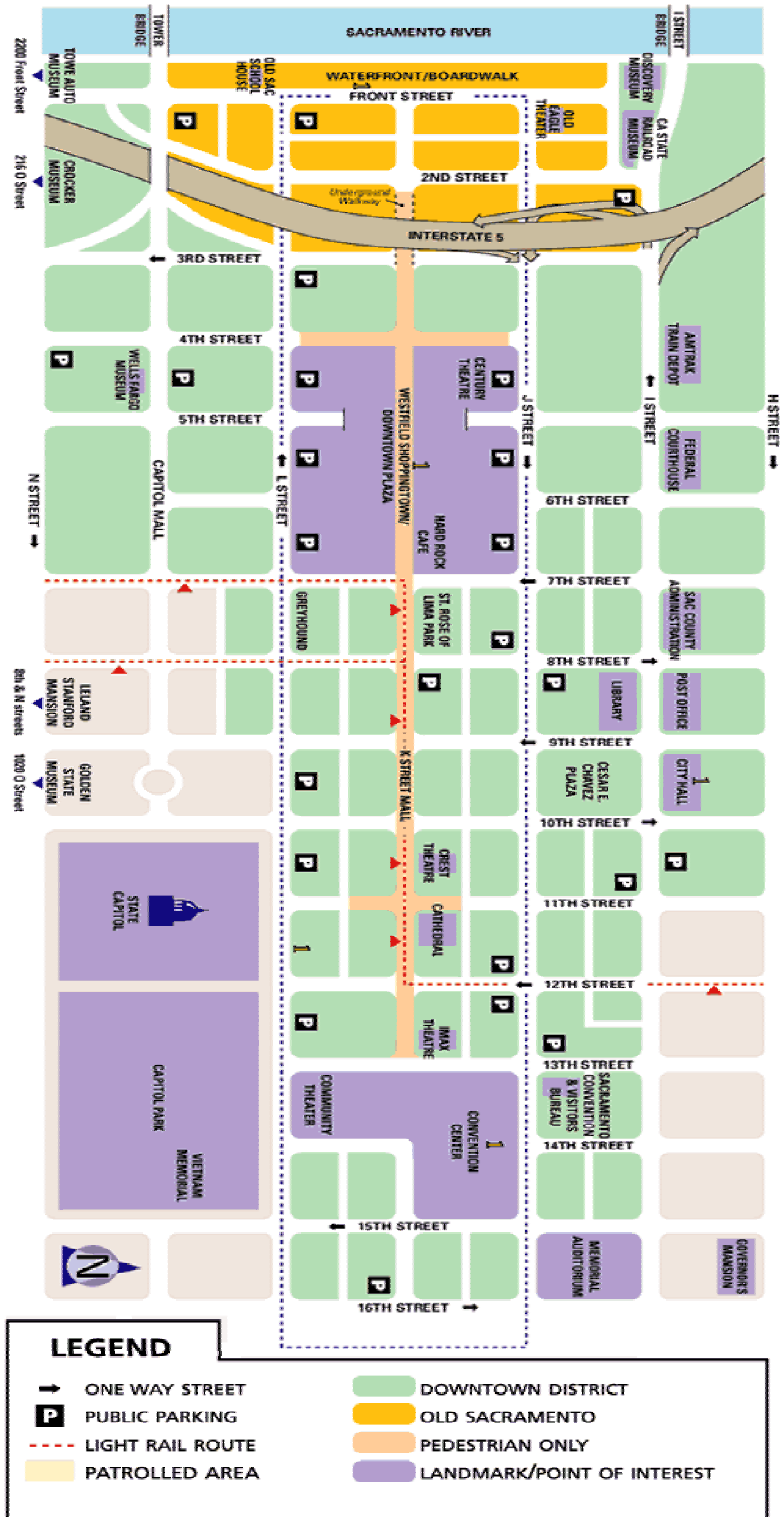 TOWER
BRIDGE
SACRAMENTO RIVER
I STREET
BRIDGE
2200 Front Street
TOWE AUTO
MUSEUM
OLD SAC
SCHOOL
HOUSE
WATERFRONT/BOARDWALK
1
FRONT STREET
DISCOVERY
MUSEUM
P
P
OLD
EAGLE
THEATER
CA STATE
RAILROAD
MUSEUM
216 O Street
CROCKER
MUSEUM
2ND STREET
Underground
Walkway
P
INTERSTATE 5
3RD STREET
P
4TH STREET
AMTRAK
TRAIN DEPOT
P
WELLS FARGO
MUSEUM
P
P
CENTURY
THEATRE
P
5TH STREET
J STREET
I STREET
H STREET
WESTFIELD SHOPPINGTOWN/
DOWNTOWN PLAZA
1
N STREET
CAPITOL MALL
L STREET
P
P
FEDERAL
COURTHOUSE
6TH STREET
P
HARD ROCK
CAFE
P
7TH STREET
GREYHOUND
ST. ROSE OF
LIMA PARK
P
SAC COUNTY
ADMINISTRATION
8TH STREET
8th & N streets
LELAND
STANFORD
MANSION
P
P
LIBRARY
POST OFFICE
9TH STREET
1020 O Street
GOLDEN
STATE
MUSEUM
P
K STREET MALL
CESAR E.
CHAVEZ
PLAZA
1
CITY HALL
10TH STREET
P
CREST
THEATRE
P
P
11TH STREET
STATE
CAPITOL
1
CATHEDRAL
P
12TH STREET
P
IMAX
THEATRE
P
P
13TH STREET
CAPITOL PARK
VIETNAM
MEMORIAL
COMMUNITY
THEATER
1
CONVENTION
CENTER
SACRAMENTO
CONVENTION
& VISITORS
BUREAU
14TH STREET
15TH STREET
N
P
MEMORIAL
AUDITORIUM
GOVERNOR'S
MANSION
16TH STREET
LEGEND
ONE WAY STREET
P PUBLIC PARKING
LIGHT RAIL ROUTE
PATROLLED AREA
DOWNTOWN DISTRICT
OLD SACRAMENTO
PEDESTRIAN ONLY
LANDMARK/POINT OF INTEREST